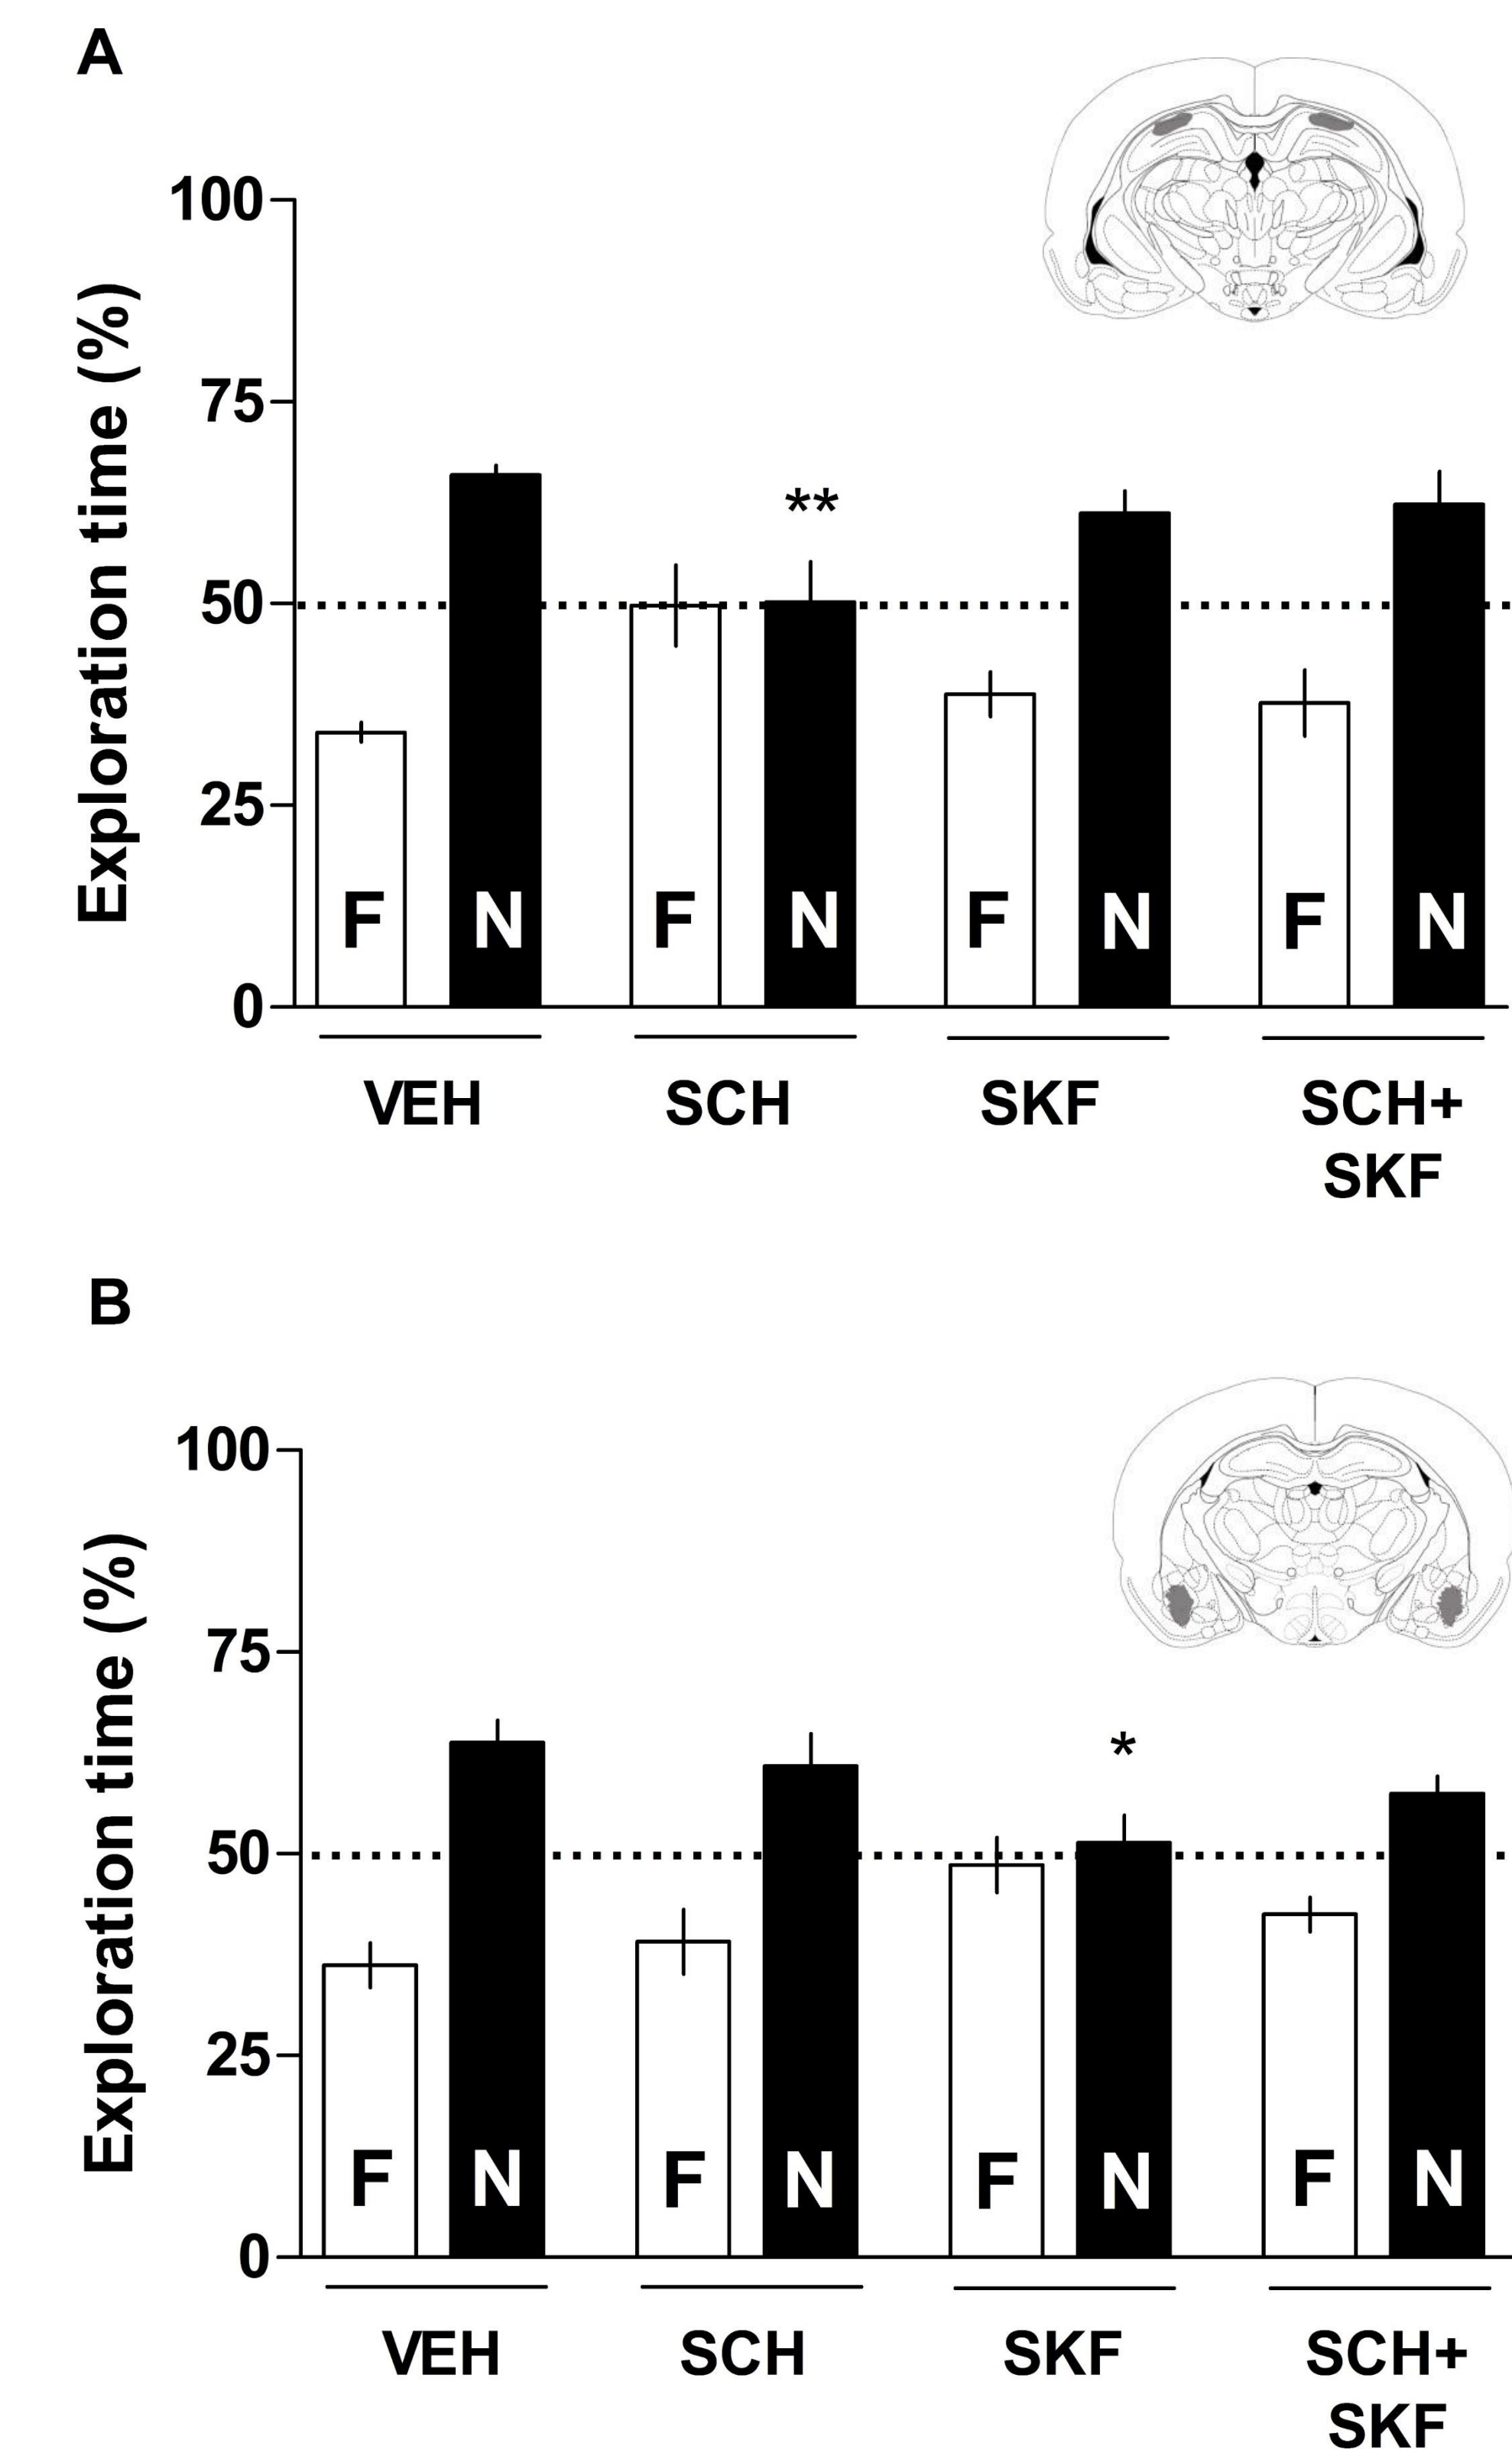 A
Exploration time (%)
100
75
50
25
0
**
F N F N F N F N
VEH SCH SKF SCH+
SKF
B
Exploration time (%)
100
75
50
25
0
*
F N F N F N F N
VEH SCH SKF SCH+
SKF